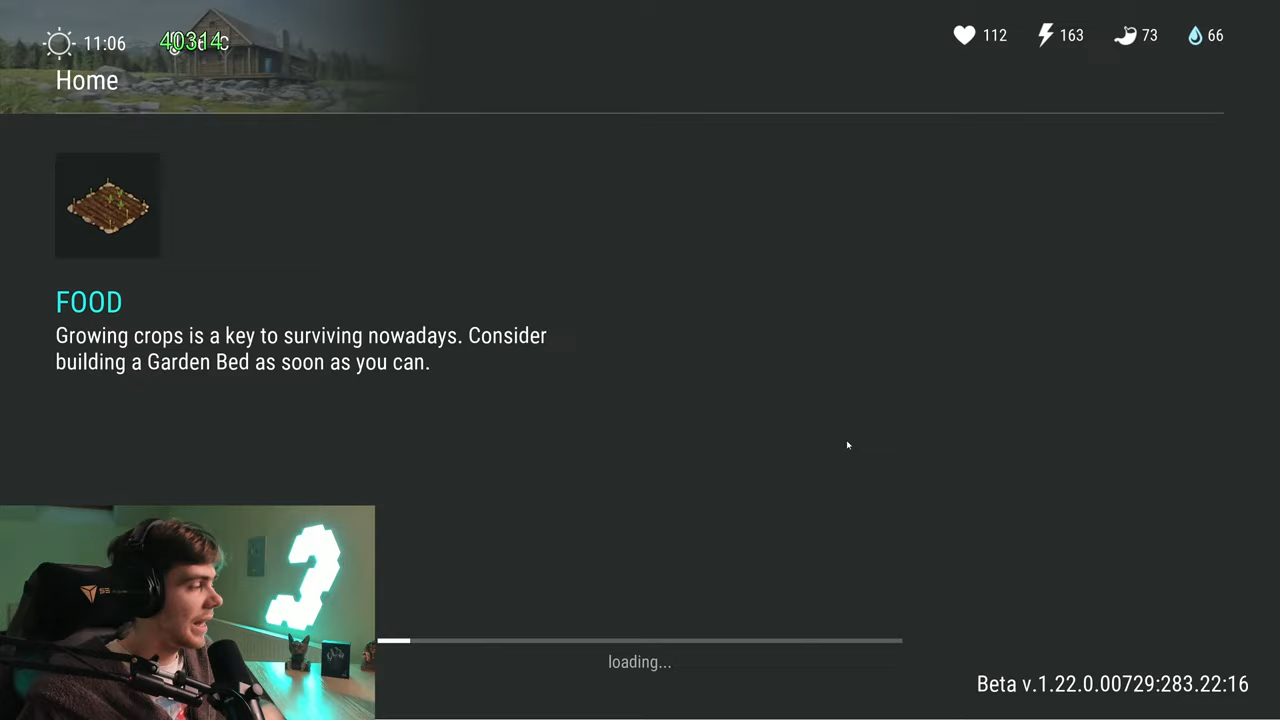 11:06
40314
112
163
73
66
Home
FOOD
Growing crops is a key to surviving nowadays. Consider
building a Garden Bed as soon as you can.
loading...
Beta v.1.22.0.00729:283.22:16